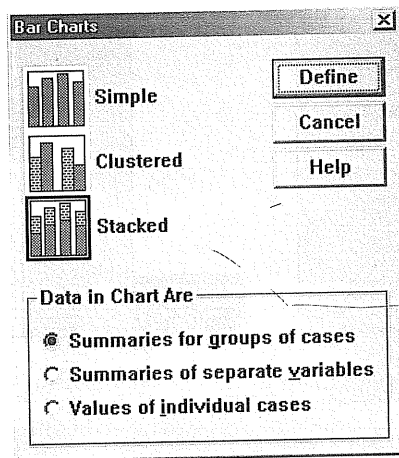 Bar Charts
Simple
Clustered
Stacked
Define
Cancel
Help
Data in Chart Are
Summaries for groups of cases
Summaries of separate variables
Values of individual cases